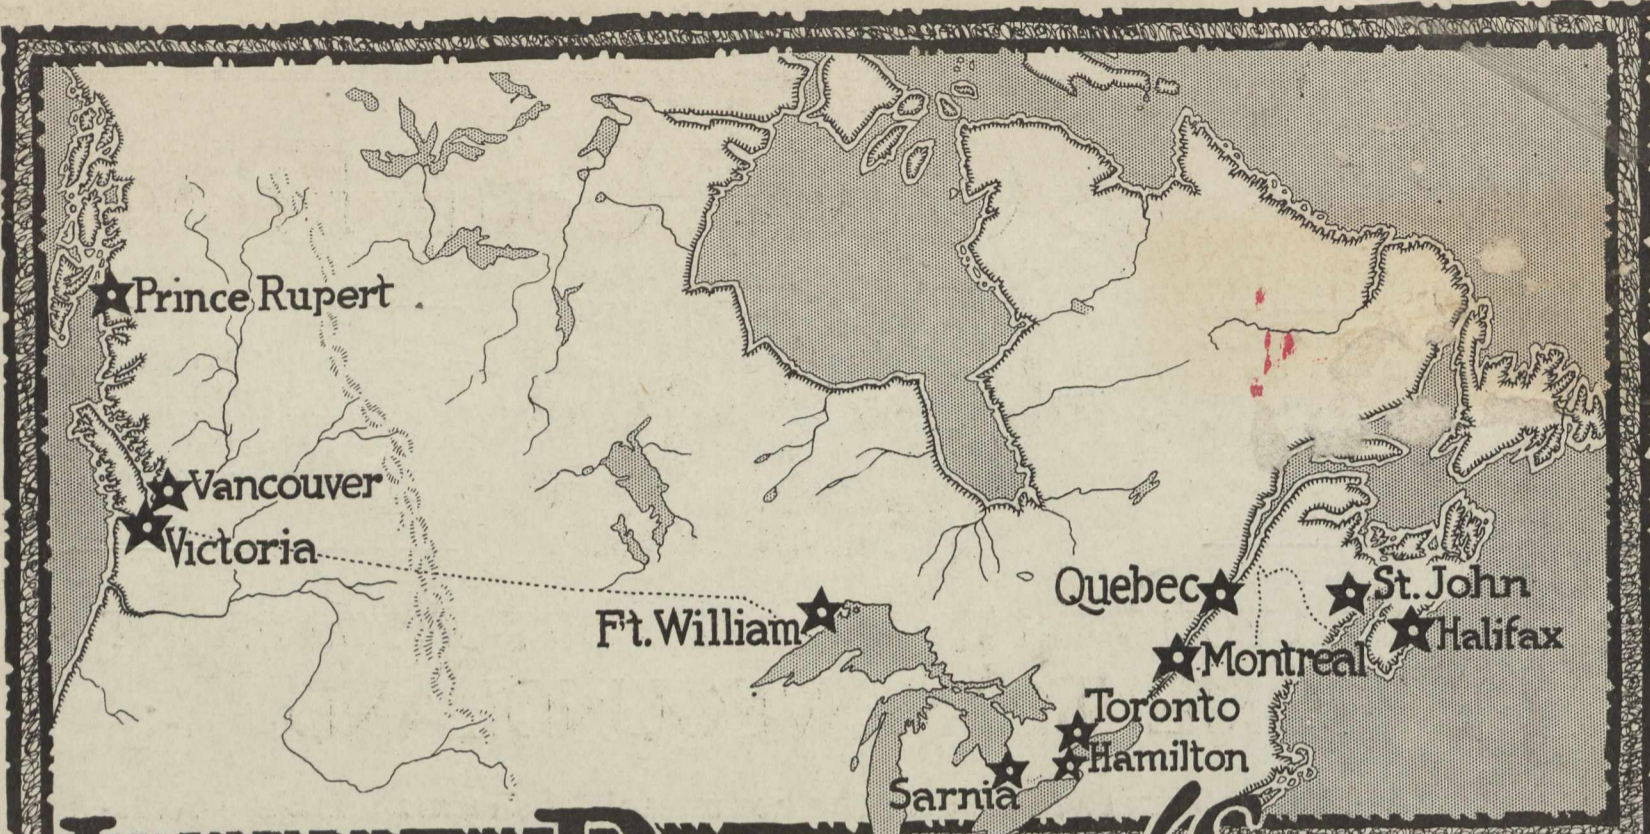 Prince Rupert
Vancouver
Victoria
Ft. William
Quebec
St. John
Halifax
Montreal
Toronto
Hamilton
Sarnia